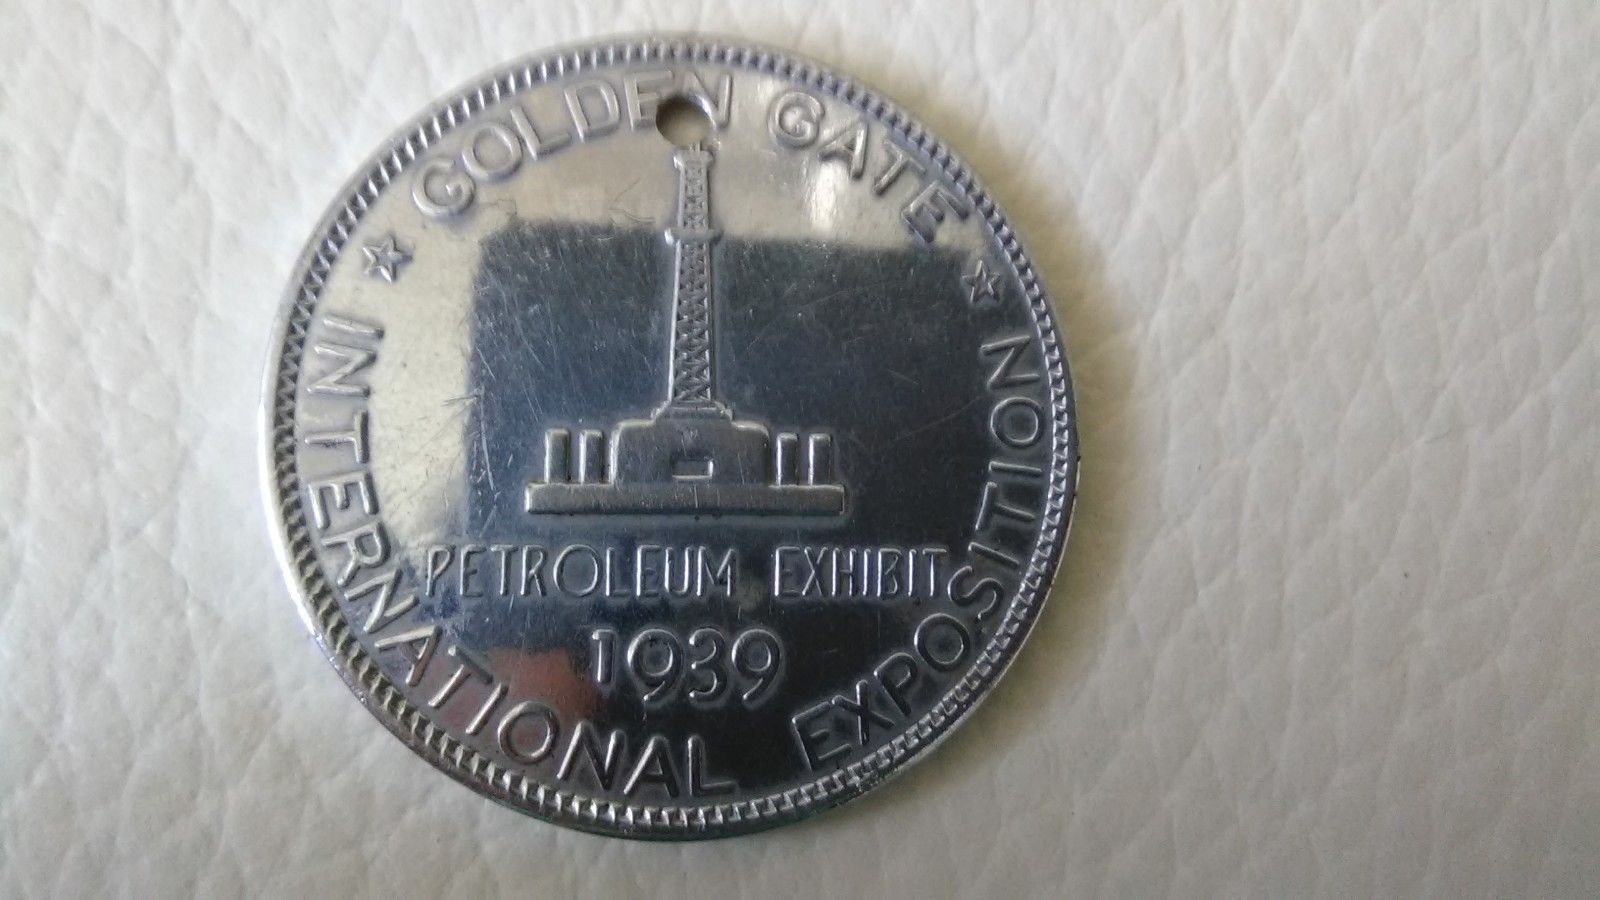 GOLDEN GATE
INTERNATIONAL EXPOSITION
PETROLEUM EXHIBIT
1939